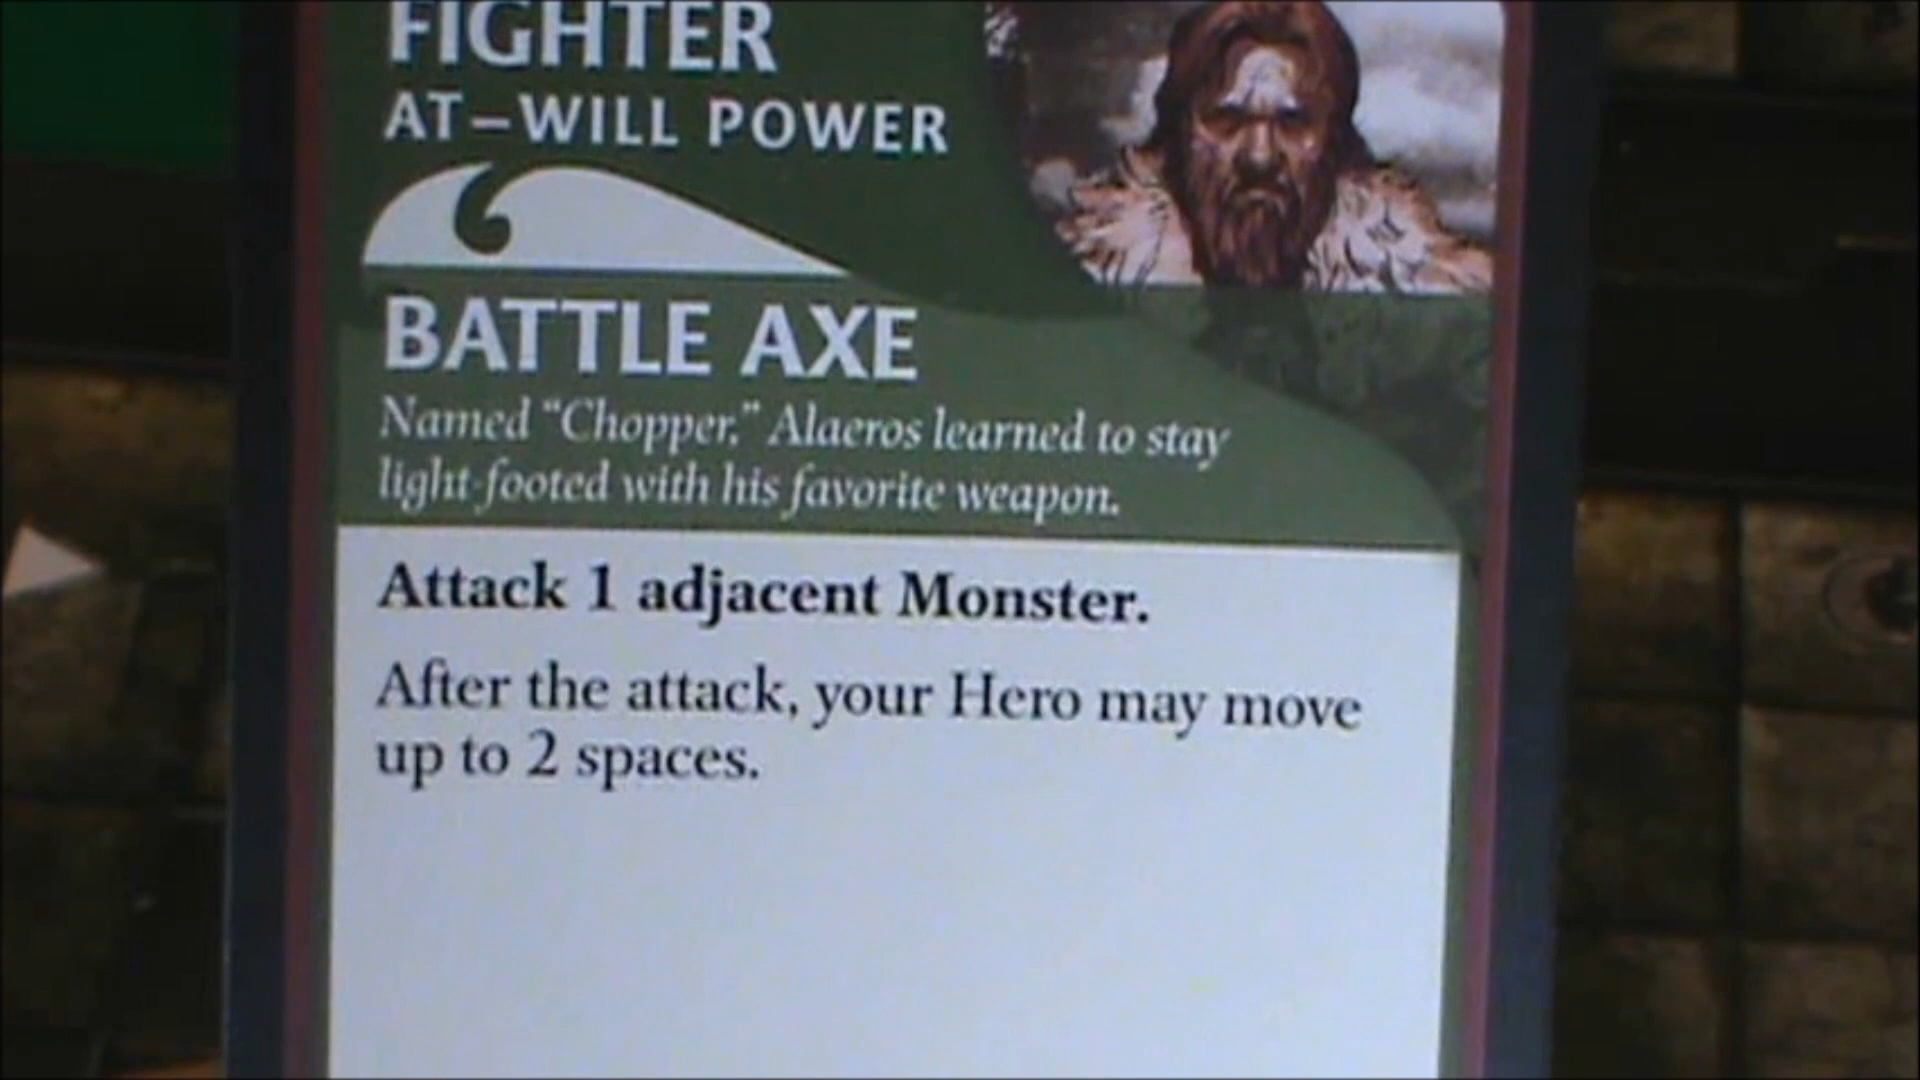 FIGHTER
AT–WILL POWER
BATTLE AXE
Named “Chopper,” Alaeros learned to stay
light-footed with his favorite weapon.
Attack 1 adjacent Monster.
After the attack, your Hero may move
up to 2 spaces.